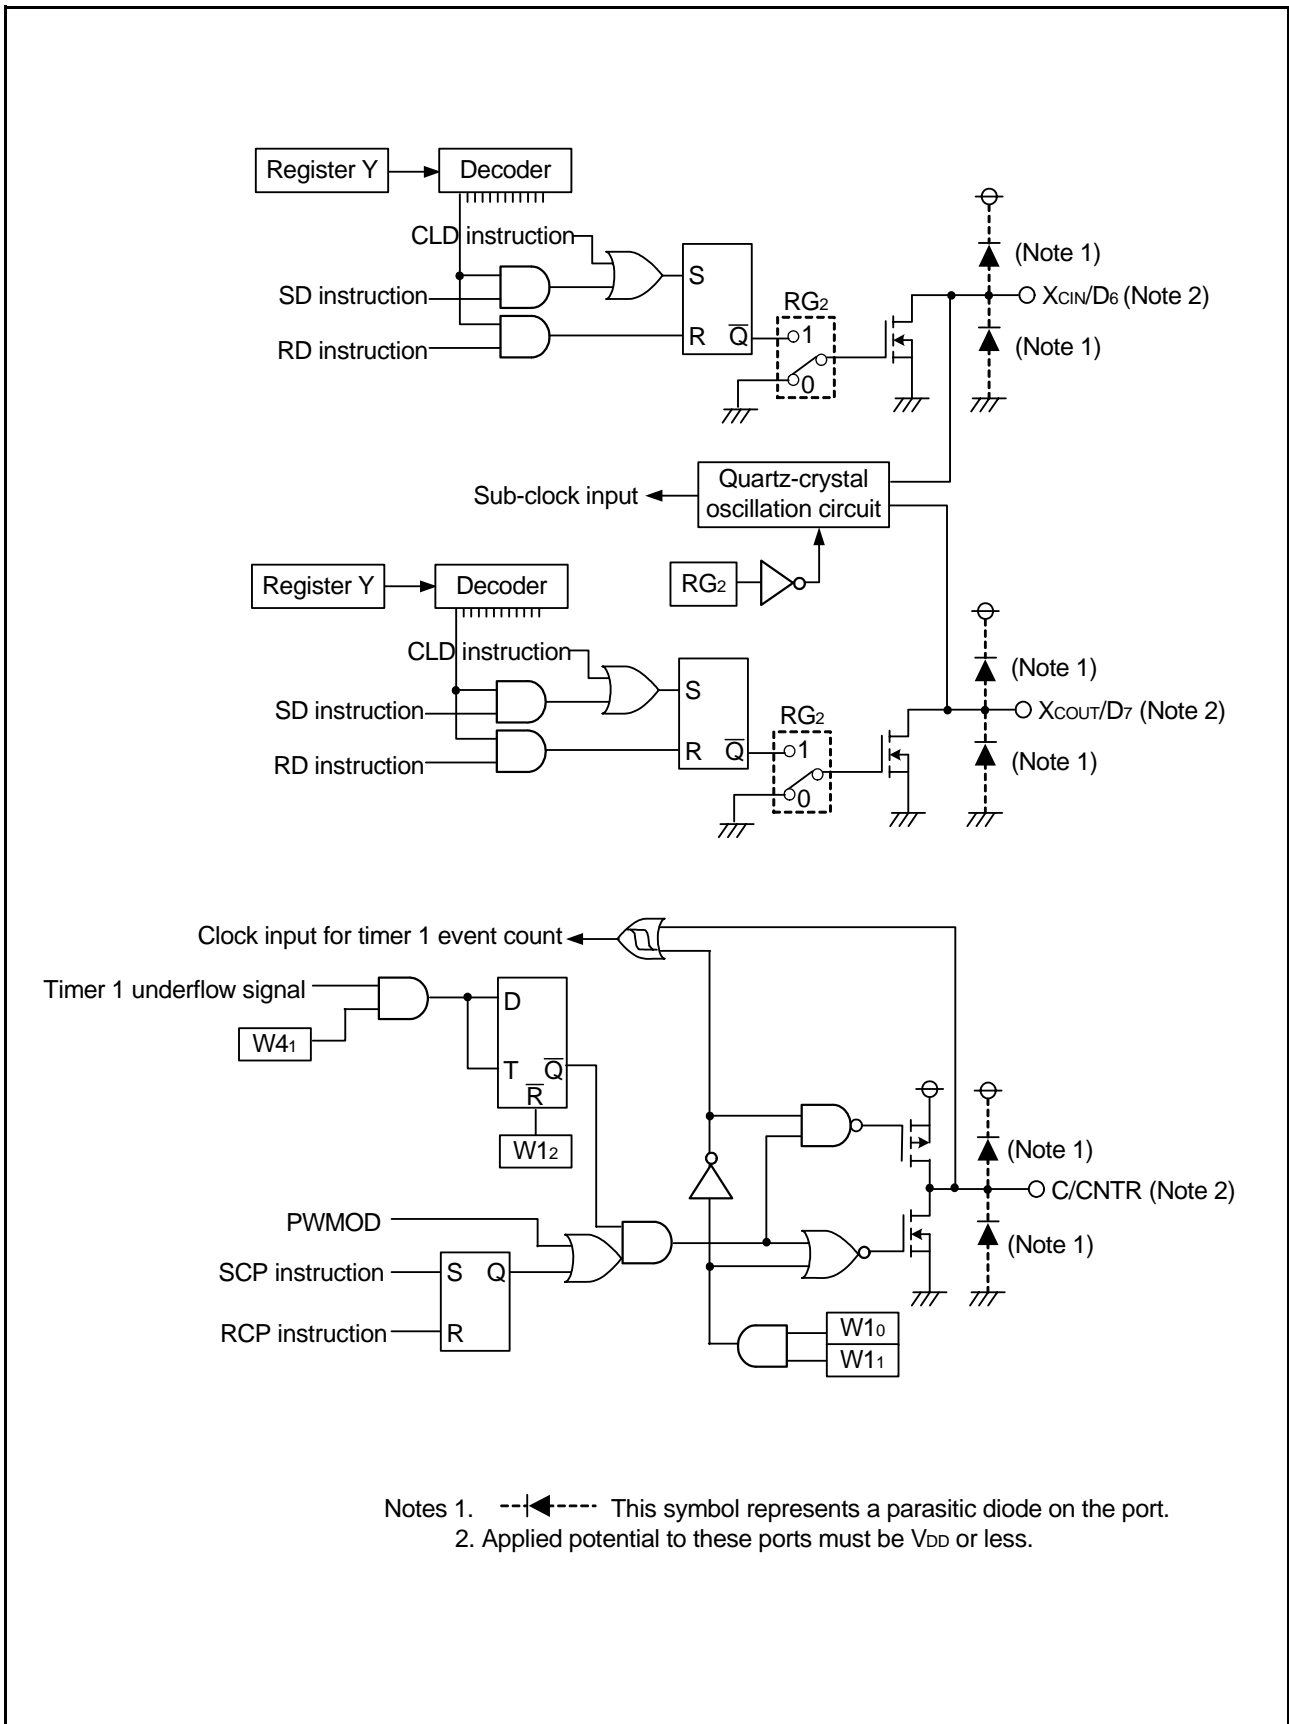 Register Y
Decoder
CLD instruction
SD instruction
RD instruction
S
R
Q̅
RG2
1
0
(Note 1)
XCIN/D6 (Note 2)
(Note 1)
Sub-clock input
Quartz-crystal
oscillation circuit
RG2
Register Y
Decoder
CLD instruction
SD instruction
RD instruction
S
R
Q̅
RG2
1
0
(Note 1)
XCOUT/D7 (Note 2)
(Note 1)
Clock input for timer 1 event count
Timer 1 underflow signal
W41
D
T
Q̅
R̅
W12
PWMOD
SCP instruction
RCP instruction
S
Q
R
(Note 1)
C/CNTR (Note 2)
(Note 1)
W10
W11
Notes 1. This symbol represents a parasitic diode on the port.
2. Applied potential to these ports must be VDD or less.